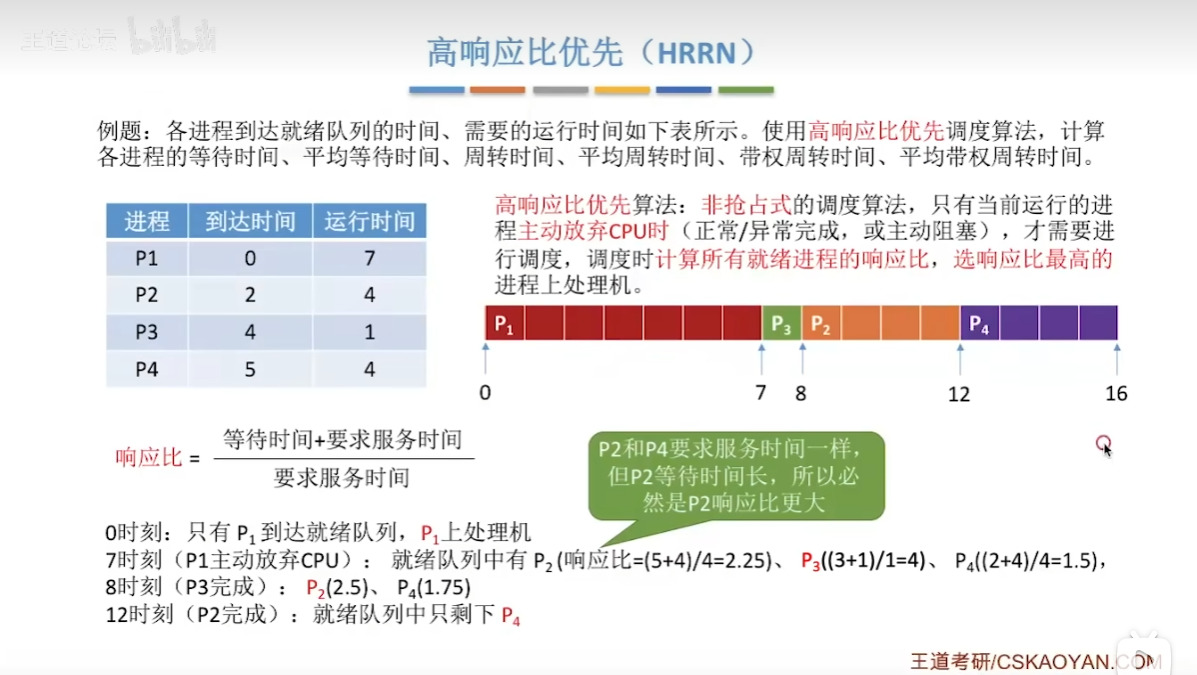 王道论坛 bilibili
高响应比优先（HRRN）
例题：各进程到达就绪队列的时间、需要的运行时间如下表所示。使用高响应比优先调度算法，计算
各进程的等待时间、平均等待时间、周转时间、平均周转时间、带权周转时间、平均带权周转时间。
进程 到达时间 运行时间
P1 0 7
P2 2 4
P3 4 1
P4 5 4
高响应比优先算法：非抢占式的调度算法，只有当前运行的进
程主动放弃CPU时（正常/异常完成，或主动阻塞），才需要进
行调度，调度时计算所有就绪进程的响应比，选响应比最高的
进程上处理机。
P1 P3 P2 P4
0 7 8 12 16
响应比 = 等待时间+要求服务时间
要求服务时间
P2和P4要求服务时间一样，
但P2等待时间长，所以必
然是P2响应比更大
0时刻：只有 P1 到达就绪队列，P1上处理机
7时刻（P1主动放弃CPU）： 就绪队列中有 P2 (响应比=(5+4)/4=2.25)、 P3((3+1)/1=4)、 P4((2+4)/4=1.5)，
8时刻（P3完成）： P2(2.5)、 P4(1.75)
12时刻（P2完成）：就绪队列中只剩下 P4
王道考研/CSKAOYAN.COM